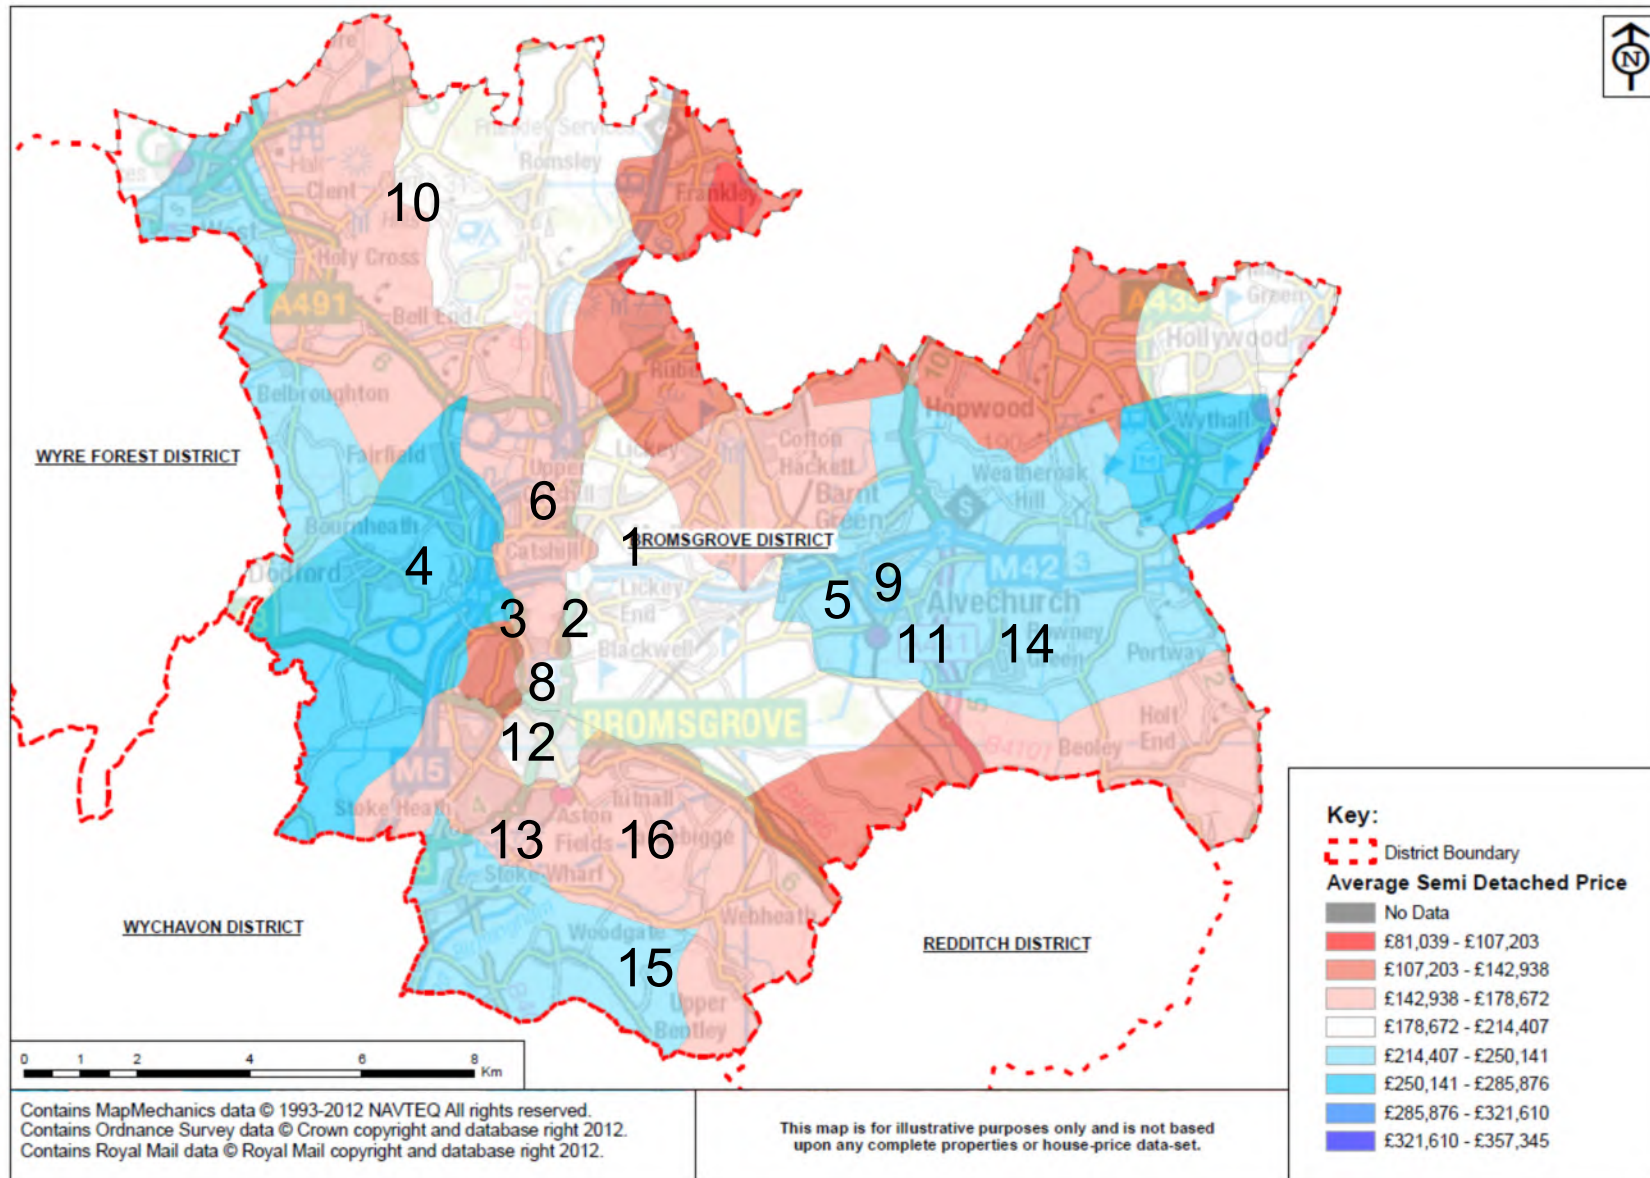 N
Frankley Services
Romsley
Clent
Frankley
10
Holy Cross
A491
Bell End
Green
Hollywood
Belbroughton
Hopwood
Wythall
WYRE FOREST DISTRICT
Fairfield
Lickey
Cofton
Hackett
Weatheroak
Hill
Upper
Barnt
Green
6
Bournheath
1
BROMSGROVE DISTRICT
Catshill
4
Dodford
M42
3
Lickey
End
5
9
Alvechurch
3
2
11
14
Rowney
Green
Portway
Blackwell
8
BROMSGROVE
12
Holt
End
B4101
Beoley
M5
Stoke Heath
Tutnall
13
Aston
Fields
16
Stoke Wharf
Webheath
WYCHAVON DISTRICT
Woodgate
REDDITCH DISTRICT
15
Upper
Bentley
Key:
District Boundary
Average Semi Detached Price
No Data
£81,039 - £107,203
£107,203 - £142,938
£142,938 - £178,672
£178,672 - £214,407
£214,407 - £250,141
£250,141 - £285,876
£285,876 - £321,610
£321,610 - £357,345
0 1 2 4 6 8
Km
Contains MapMechanics data © 1993-2012 NAVTEQ All rights reserved.
Contains Ordnance Survey data © Crown copyright and database right 2012.
Contains Royal Mail data © Royal Mail copyright and database right 2012.
This map is for illustrative purposes only and is not based
upon any complete properties or house-price data-set.